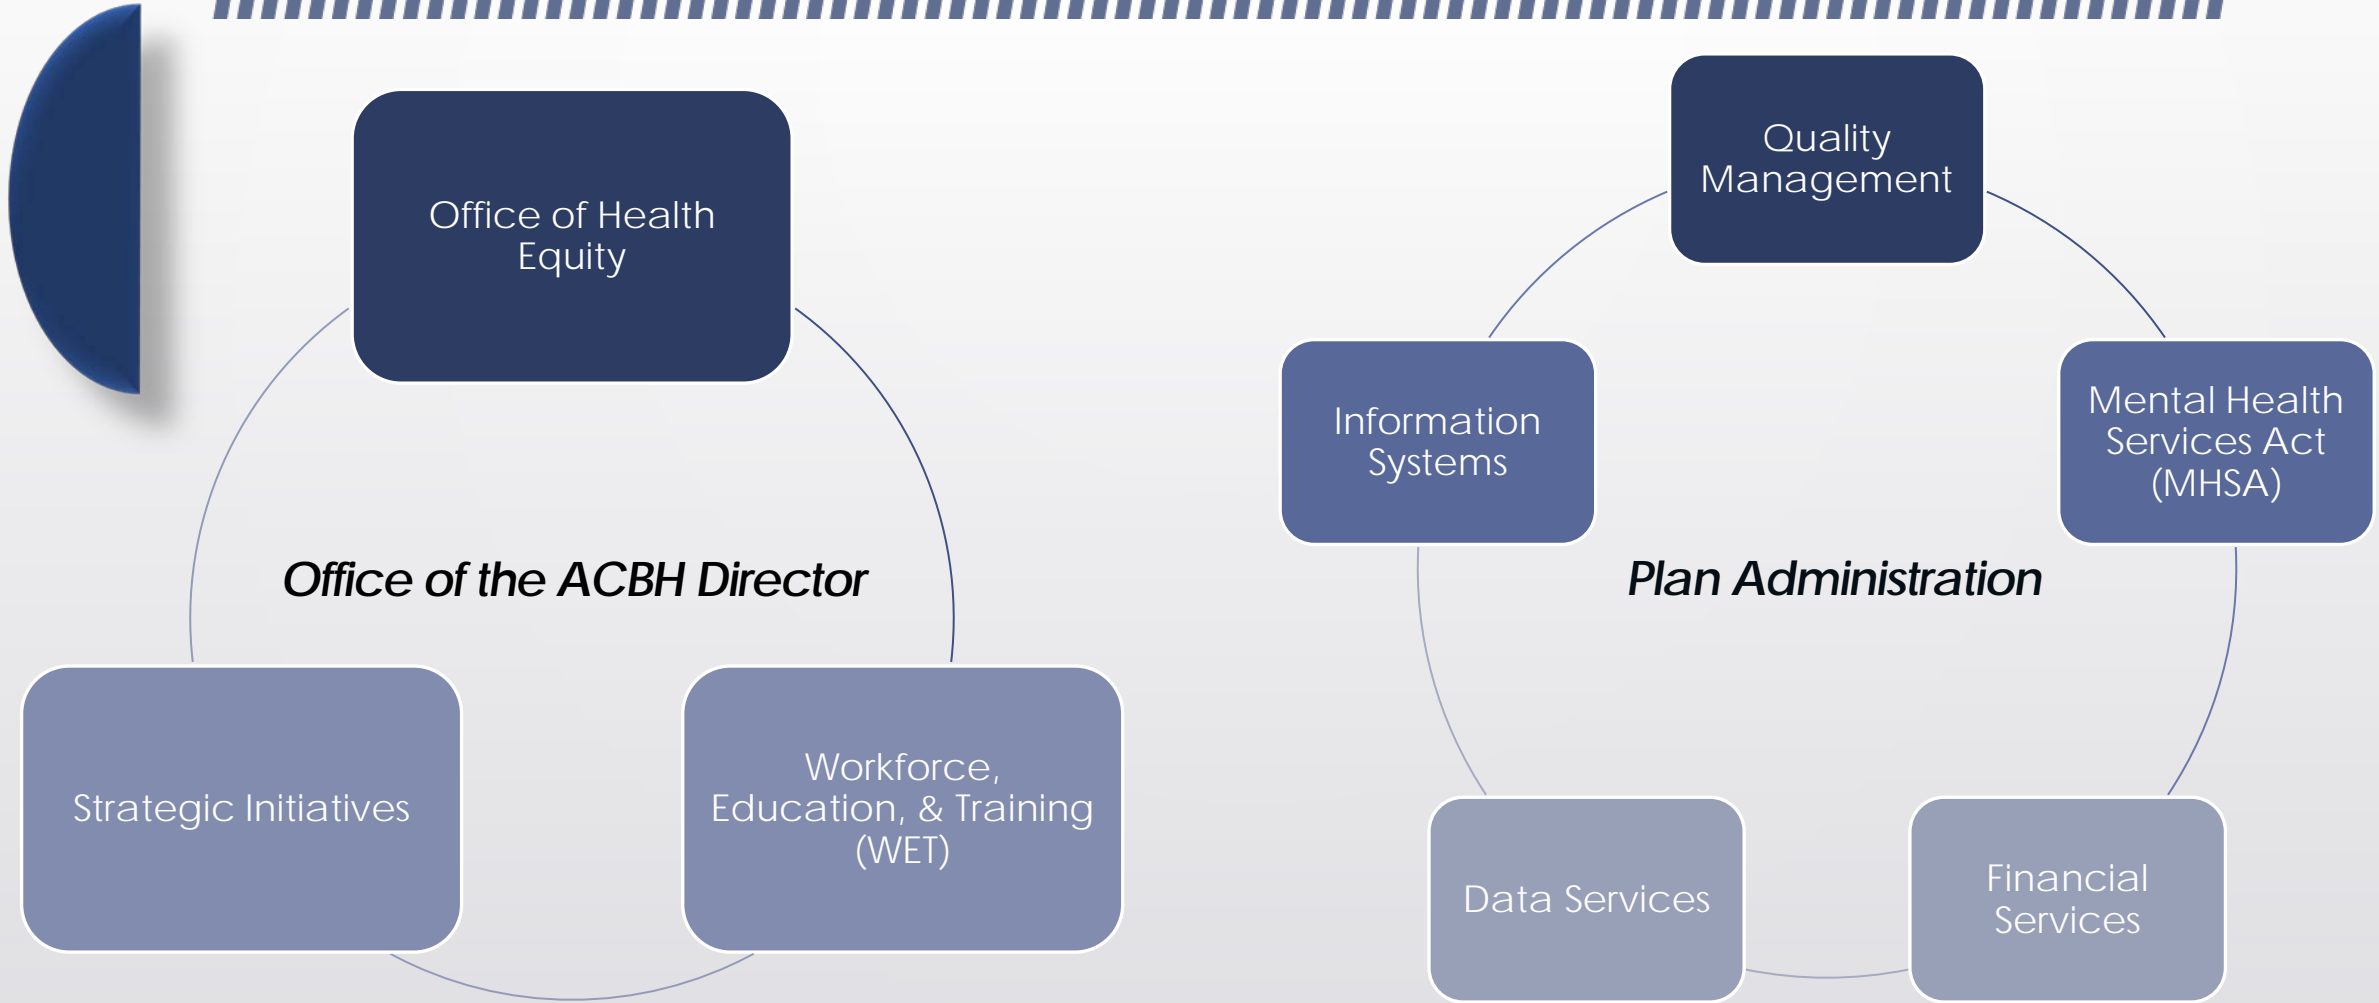 Office of Health
Equity
Office of the ACBH Director
Strategic Initiatives
Workforce,
Education, & Training
(WET)
Quality
Management
Information
Systems
Mental Health
Services Act
(MHSA)
Plan Administration
Data Services
Financial
Services